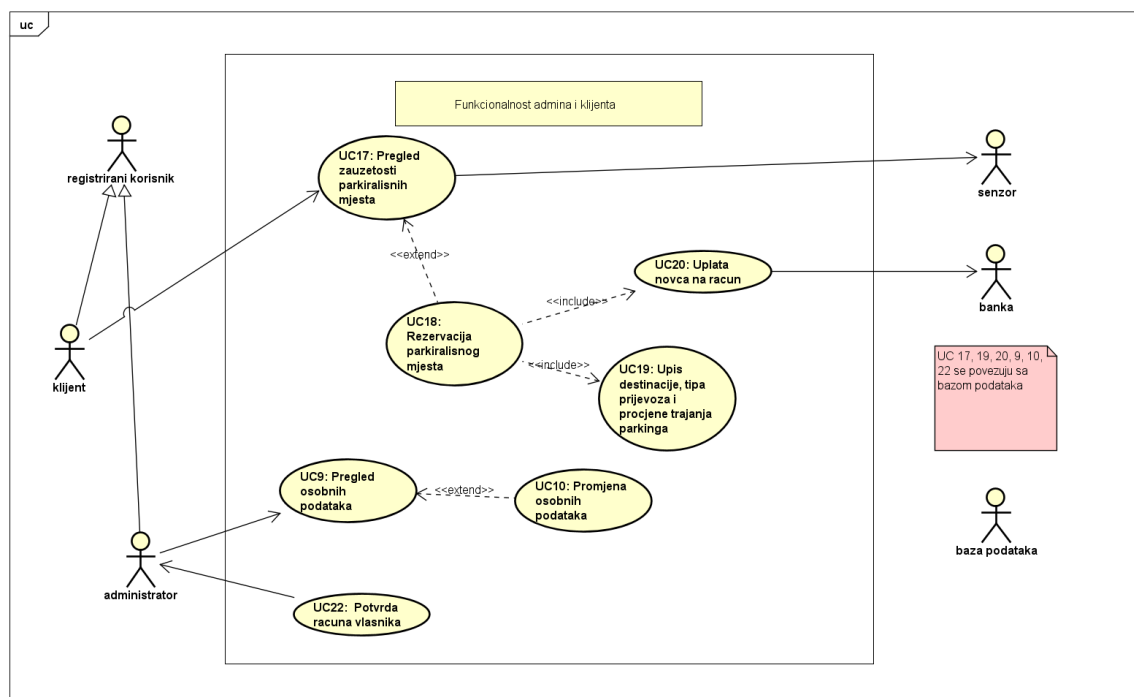 uc
Funkcionalnost admina i klijenta
registrirani korisnik
UC17: Pregled
zauzetosti
parkiralisnih
mjesta
senzor
<<extend>>
UC20: Uplata
novca na racun
banka
<<include>>
UC18:
Rezervacija
parkiralisnog
mjesta
klijent
<<include>>
UC19: Upis
destinacije, tipa
prijevoza i
procjene trajanja
parkinga
UC 17, 19, 20, 9, 10,
22 se povezuju sa
bazom podataka
UC9: Pregled
osobnih
podataka
<<extend>>
UC10: Promjena
osobnih
podataka
baza podataka
administrator
UC22:  Potvrda
racuna vlasnika